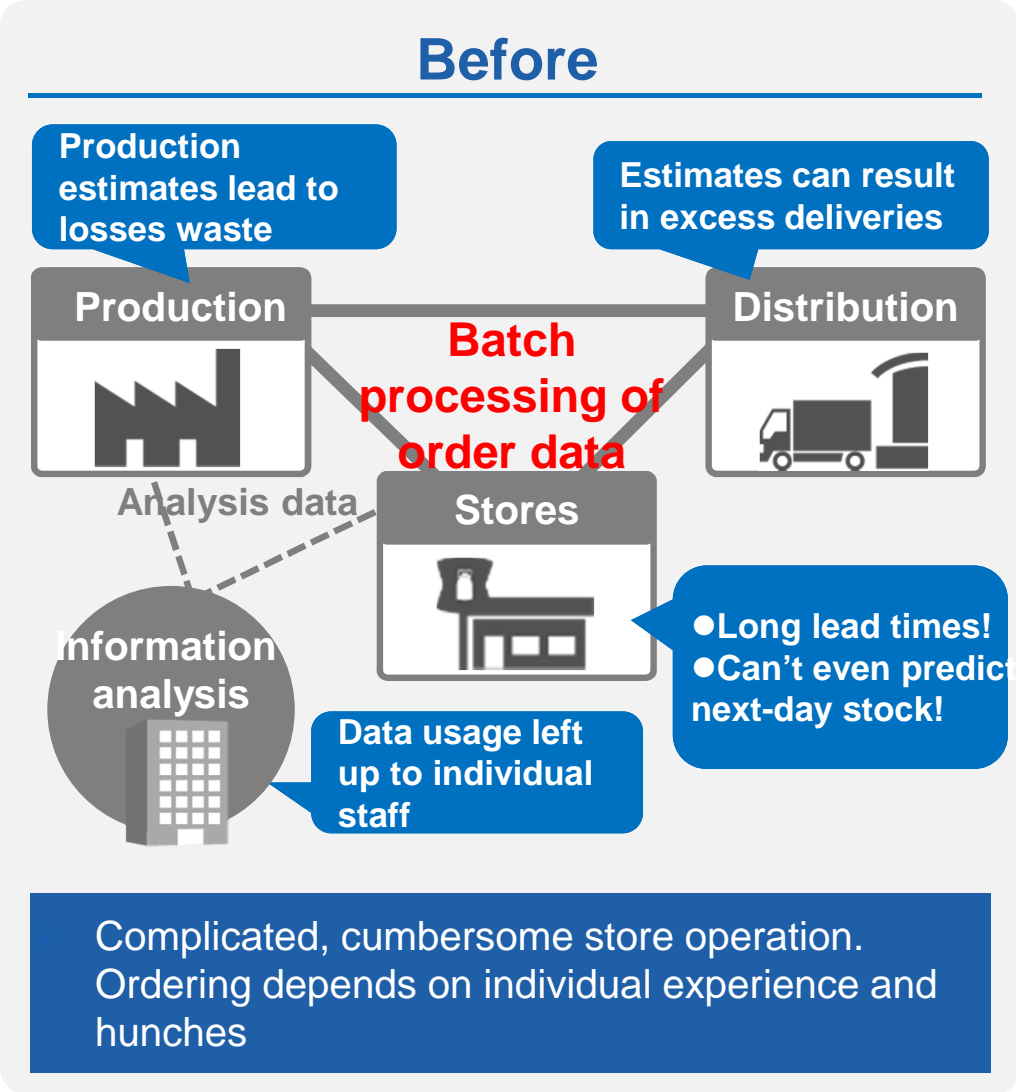 Before
Production
estimates lead to
losses waste
Estimates can result
in excess deliveries
Production
Distribution
Batch
processing of
order data
Analysis data
Stores
Information
analysis
●Long lead times!
●Can’t even predict
next-day stock!
Data usage left
up to individual
staff
Complicated, cumbersome store operation.
Ordering depends on individual experience and
hunches